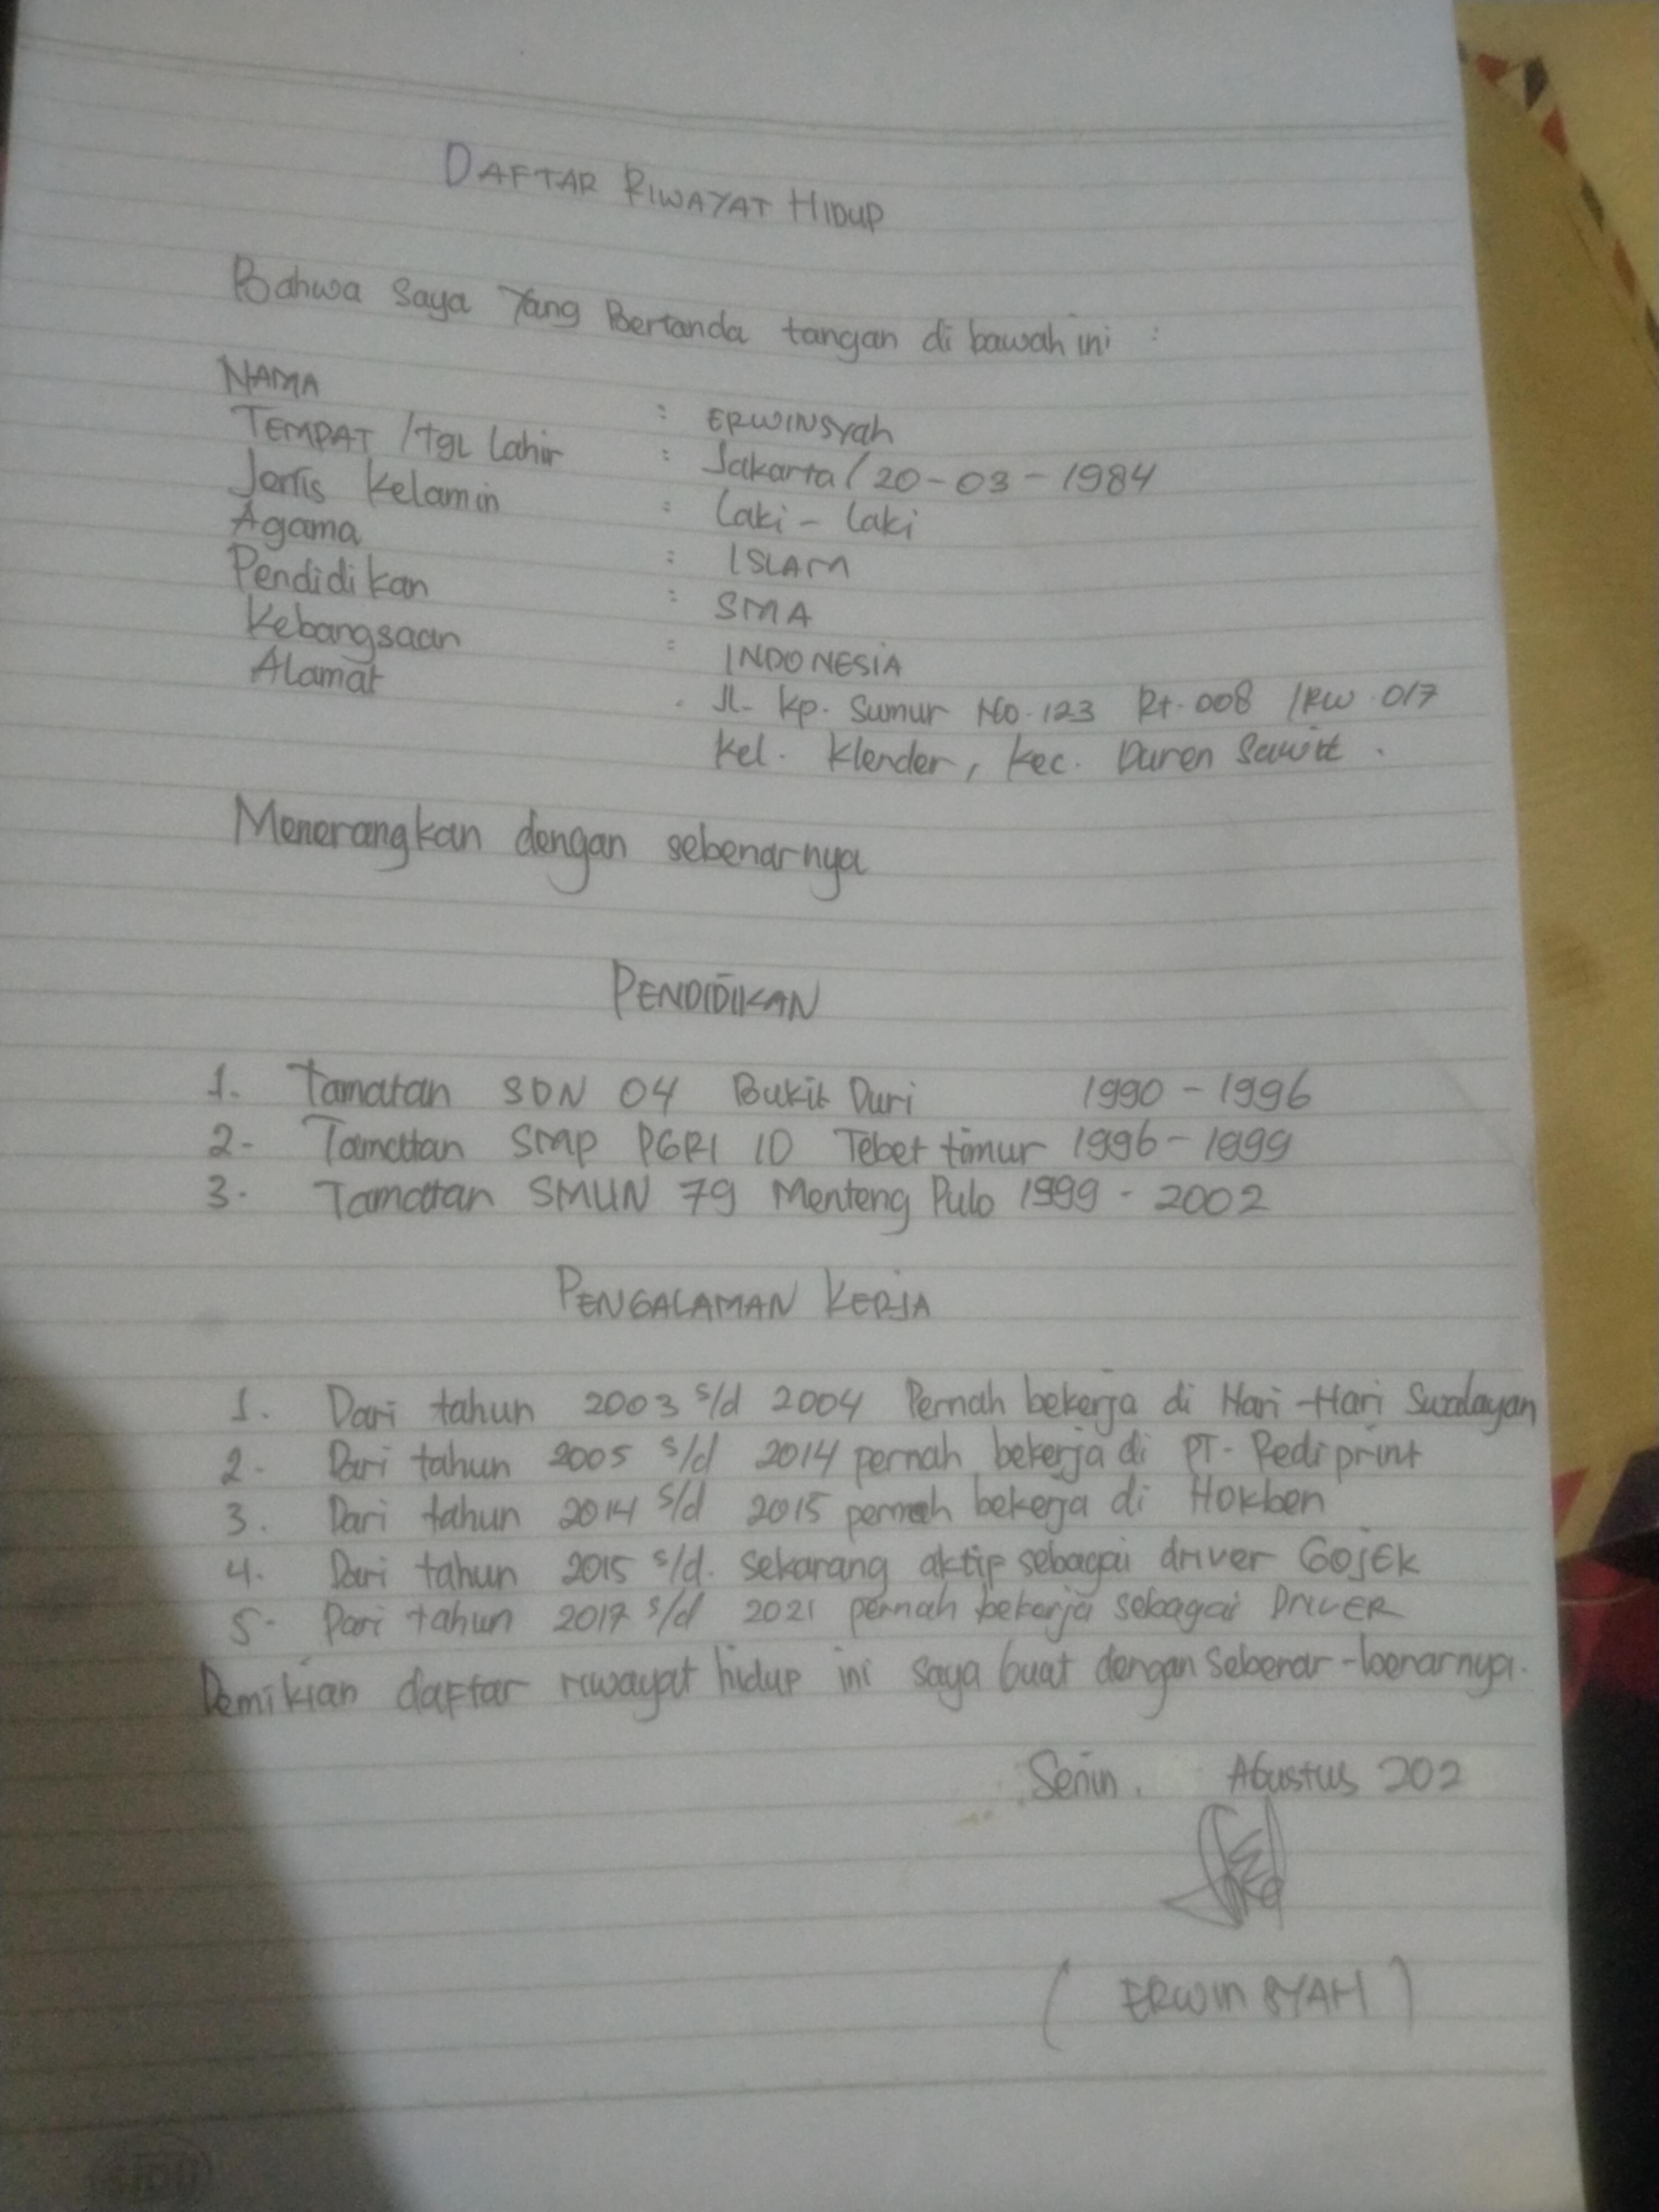 DAFTAR RIWAYAT HIDUP
Bahwa saya Yang Bertanda tangan di bawah ini :
NAMA : ERWINSYah
TEMPAT / Tgl Lahir : Jakarta / 20-03-1984
Jenis Kelamin : Laki - Laki
Agama : ISLAM
Pendidikan : SMA
Kebangsaan : INDONESIA
Alamat . Jl. Kp. Sumur No. 123 Rt. 008 / RW. 017
Kel. Klender, Kec. Duren Sawit .
Menerangkan dengan sebenarnya
PENDIDIKAN
1. Tamatan SDN 04 Bukit Duri 1990 - 1996
2- Tamatan SMP PGRI 10 Tebet timur 1996 - 1999
3. Tamatan SMUN 79 Menteng Pulo 1999 - 2002
PENGALAMAN KERJA
1. Dari tahun 2003 s/d 2004 Pernah bekerja di Hari-Hari Swalayan
2. Dari tahun 2005 s/d 2014 pernah bekerja di PT. Rediprint
3. Dari tahun 2014 s/d 2015 pernah bekerja di Hokben
4. Dari tahun 2015 s/d. sekarang aktif sebagai driver GOJEK
5- Dari tahun 2017 s/d 2021 pernah bekerja sebagai DRIVER
Demikian daftar riwayat hidup ini saya buat dengan sebenar-benarnya.
Senin. Agustus 202
( ERWIN SYAH )
SIDU